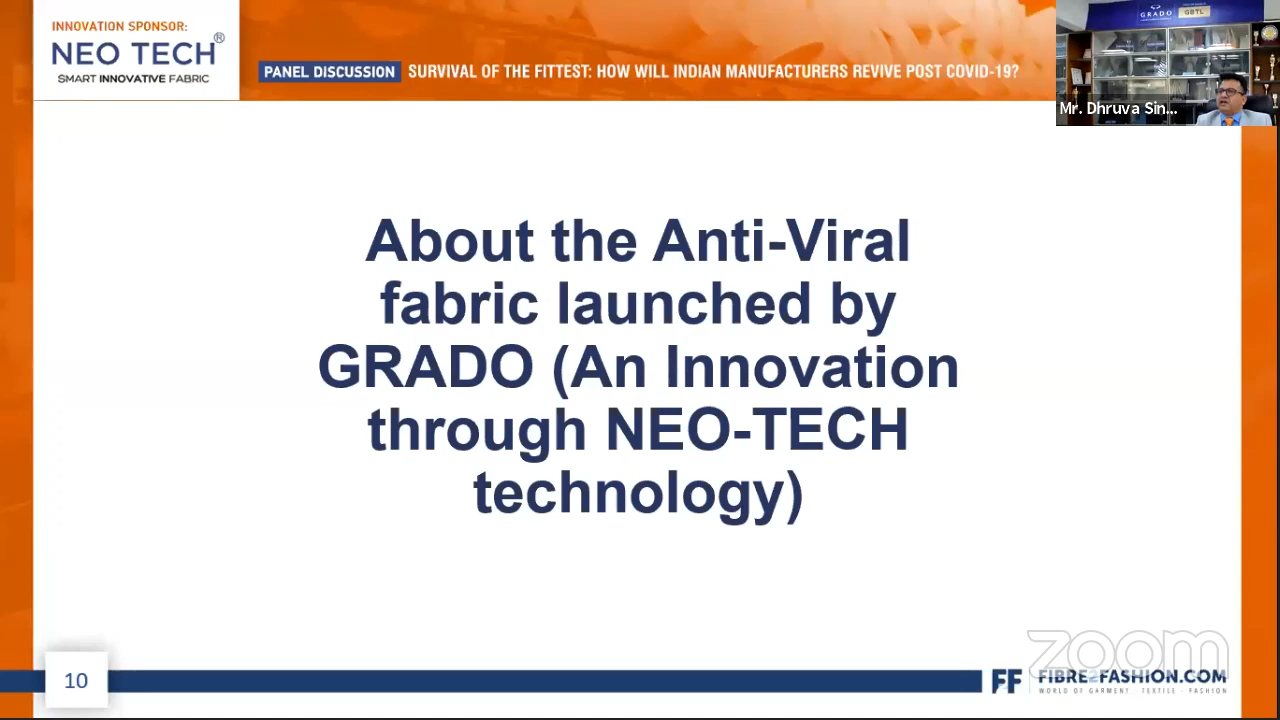 INNOVATION SPONSOR:
NEO TECH®
SMART INNOVATIVE FABRIC
PANEL DISCUSSION SURVIVAL OF THE FITTEST: HOW WILL INDIAN MANUFACTURERS REVIVE POST COVID-19?
GRADO
GBTL
Mr. Dhruva Sin...
About the Anti-Viral
fabric launched by
GRADO (An Innovation
through NEO-TECH
technology)
10
zoom
FF FIBRE2FASHION.COM
WORLD OF GARMENT - TEXTILE - FASHION